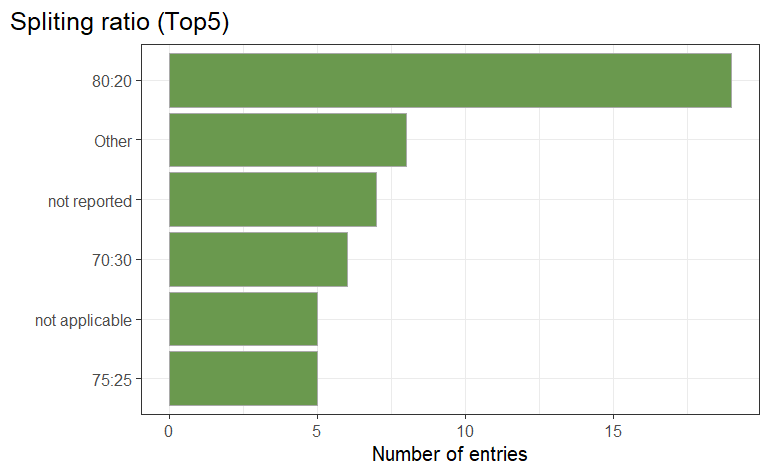 Spliting ratio (Top5)
80:20
Other
not reported
70:30
not applicable
75:25
0 5 10 15
Number of entries